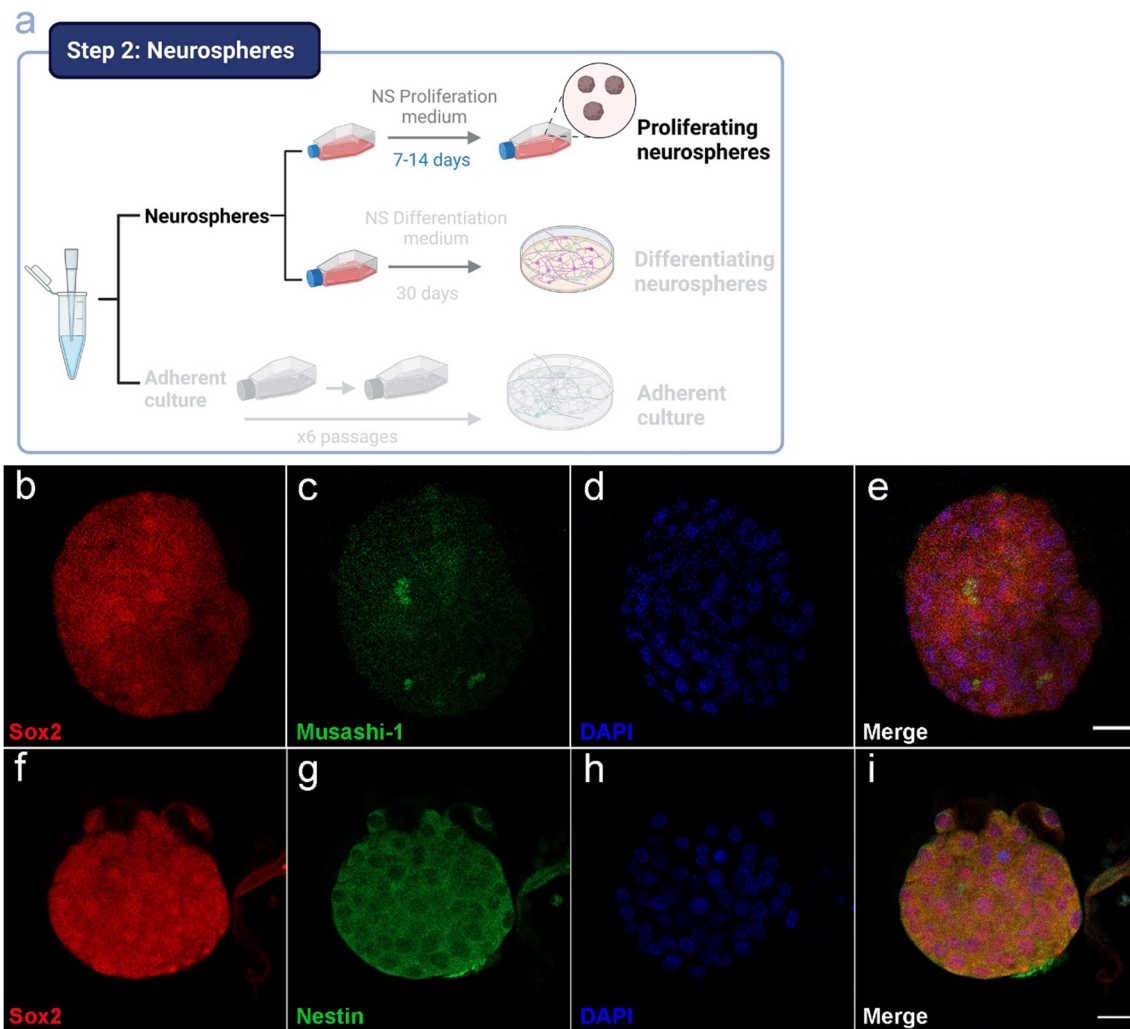 a
Step 2: Neurospheres
NS Proliferation
medium
7-14 days
Proliferating
neurospheres
Neurospheres
NS Differentiation
medium
30 days
Differentiating
neurospheres
Adherent
culture
x6 passages
Adherent
culture
b
Sox2
c
Musashi-1
d
DAPI
e
Merge
f
Sox2
g
Nestin
h
DAPI
i
Merge